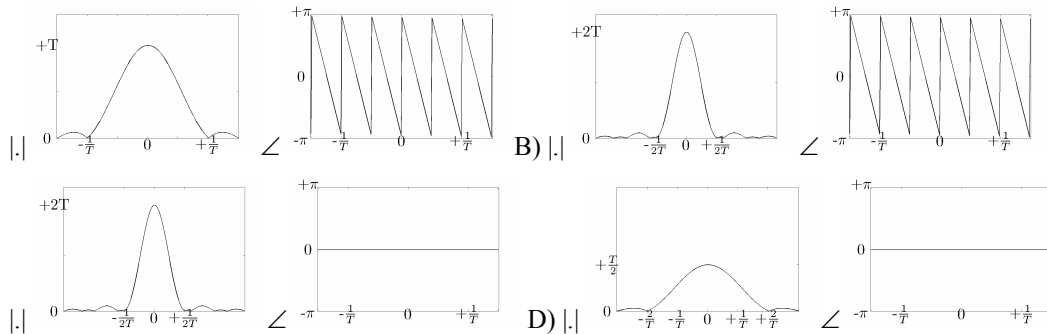 +T +π +2T +π
0 0
0 -1/T 0 +1/T -π -1/T 0 +1/T 0 -1/2T 0 +1/2T -π -1/T 0 +1/T
|.| ∠ B) |.| ∠
+2T +π +T/2 +π
0 0
0 -1/2T 0 +1/2T -π -1/T 0 +1/T 0 -2/T -1/T 0 +1/T +2/T -π -1/T 0 +1/T
|.| ∠ D) |.| ∠